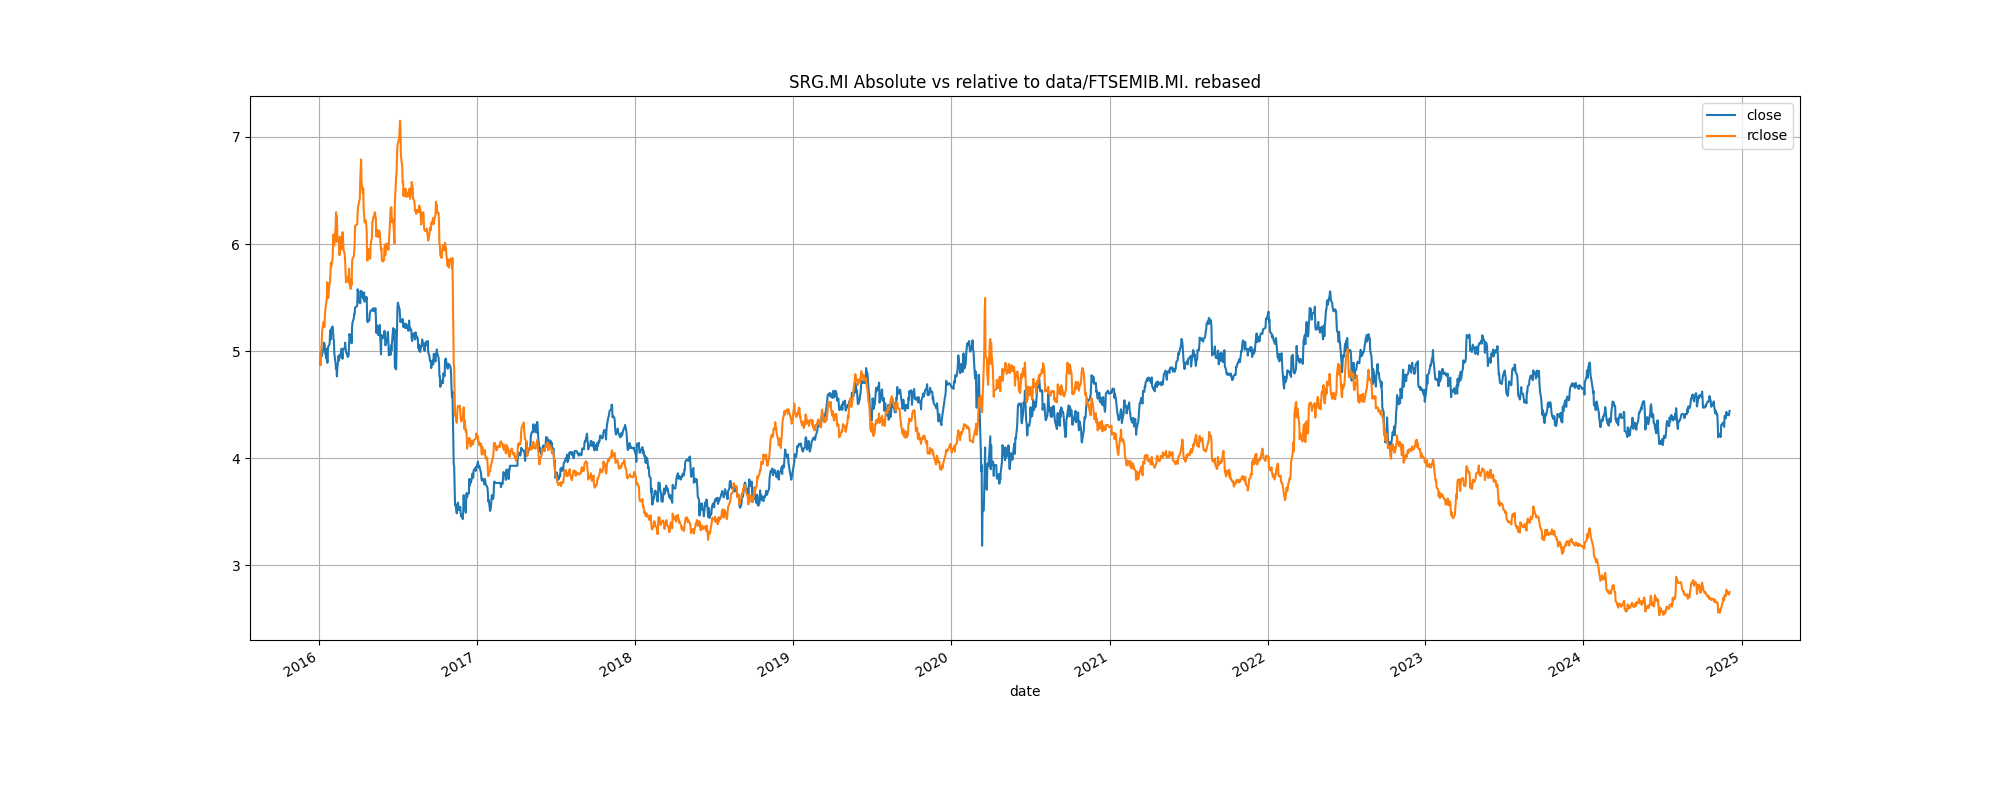 SRG.MI Absolute vs relative to data/FTSEMIB.MI. rebased
close
rclose
7
6
5
4
3
2016 2017 2018 2019 2020 2021 2022 2023 2024 2025
date